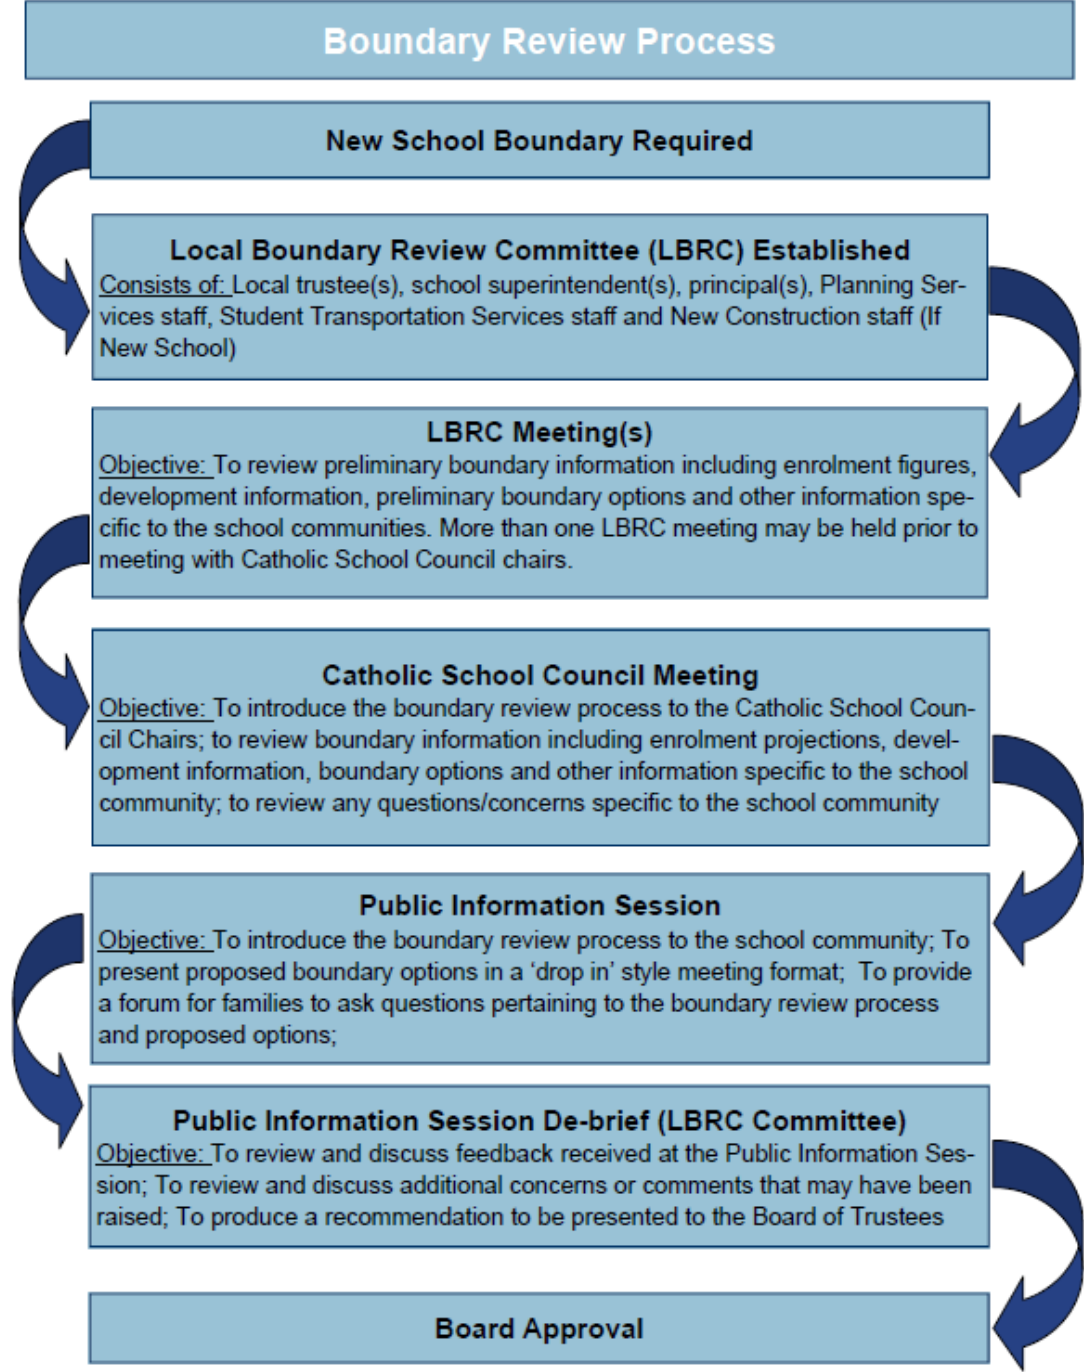 Boundary Review Process
New School Boundary Required
Local Boundary Review Committee (LBRC) Established
Consists of: Local trustee(s), school superintendent(s), principal(s), Planning Ser-
vices staff, Student Transportation Services staff and New Construction staff (If
New School)
LBRC Meeting(s)
Objective: To review preliminary boundary information including enrolment figures,
development information, preliminary boundary options and other information spe-
cific to the school communities. More than one LBRC meeting may be held prior to
meeting with Catholic School Council chairs.
Catholic School Council Meeting
Objective: To introduce the boundary review process to the Catholic School Coun-
cil Chairs; to review boundary information including enrolment projections, devel-
opment information, boundary options and other information specific to the school
community; to review any questions/concerns specific to the school community
Public Information Session
Objective: To introduce the boundary review process to the school community; To
present proposed boundary options in a ‘drop in’ style meeting format;  To provide
a forum for families to ask questions pertaining to the boundary review process
and proposed options;
Public Information Session De-brief (LBRC Committee)
Objective: To review and discuss feedback received at the Public Information Ses-
sion; To review and discuss additional concerns or comments that may have been
raised; To produce a recommendation to be presented to the Board of Trustees
Board Approval